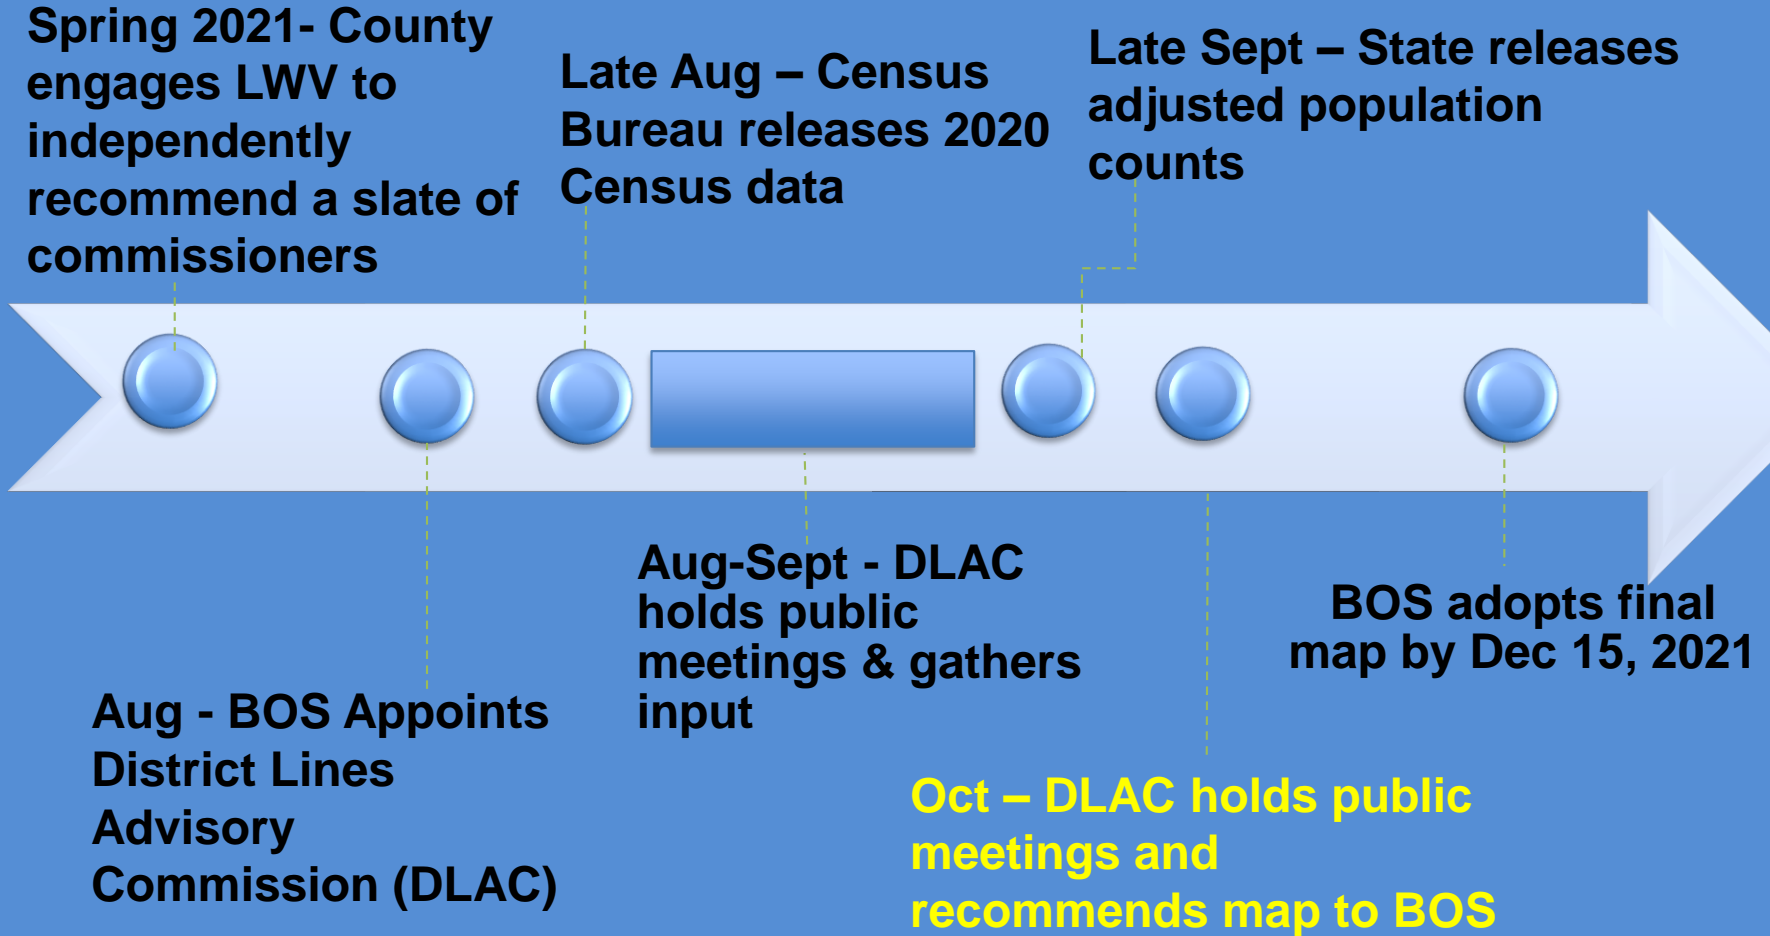 Spring 2021- County
engages LWV to
independently
recommend a slate of
commissioners
Late Aug – Census
Bureau releases 2020
Census data
Late Sept – State releases
adjusted population
counts
Aug - BOS Appoints
District Lines
Advisory
Commission (DLAC)
Aug-Sept - DLAC
holds public
meetings & gathers
input
Oct – DLAC holds public
meetings and
recommends map to BOS
BOS adopts final
map by Dec 15, 2021